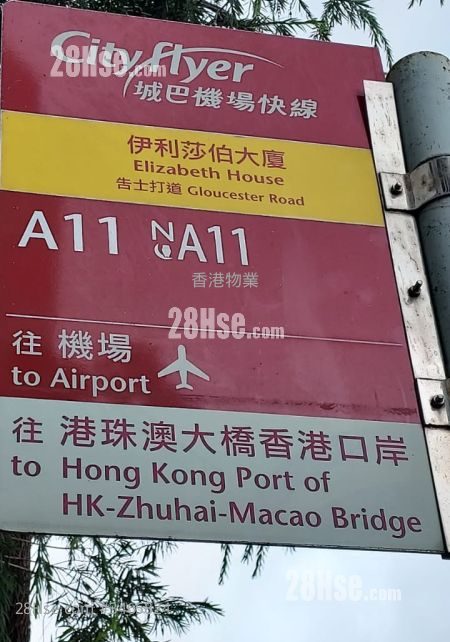 Cityflyer
28Hse.com
城巴機場快線
伊利莎伯大廈
Elizabeth House
告士打道 Gloucester Road
A11 NA11
香港物業
28Hse.com
往 機場
to Airport
往 港珠澳大橋香港口岸
to Hong Kong Port of
HK-Zhuhai-Macao Bridge
28Hse.com